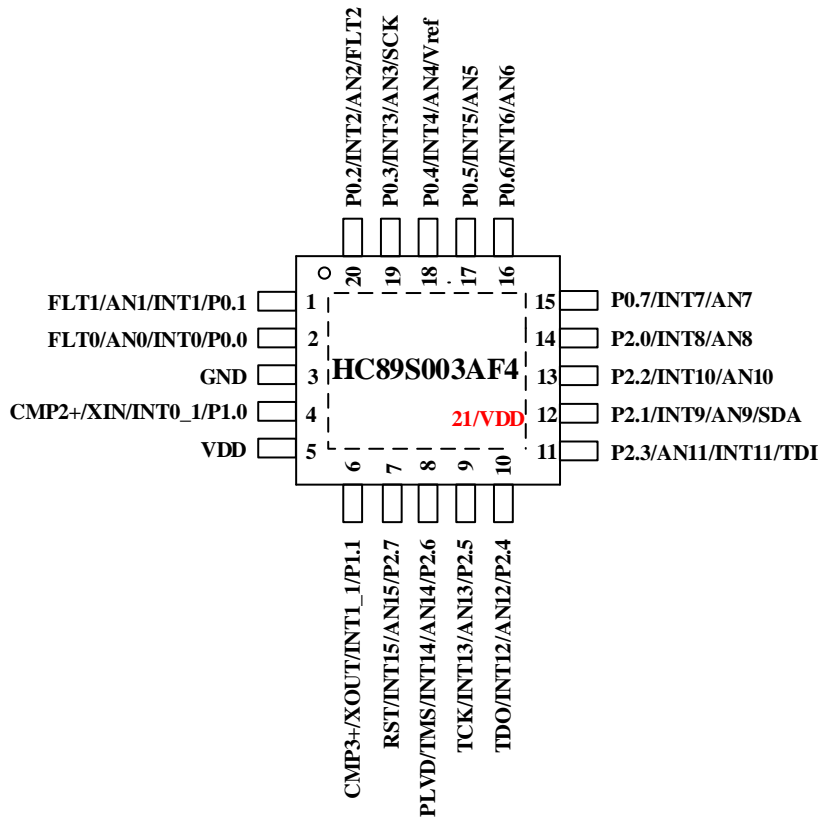 P0.2/INT2/AN2/FLT2
P0.3/INT3/AN3/SCK
P0.4/INT4/AN4/Vref
P0.5/INT5/AN5
P0.6/INT6/AN6
20
19
18
17
16
FLT1/AN1/INT1/P0.1
1
FLT0/AN0/INT0/P0.0
2
GND
3
CMP2+/XIN/INT0_1/P1.0
4
VDD
5
HC89S003AF4
21/VDD
15
P0.7/INT7/AN7
14
P2.0/INT8/AN8
13
P2.2/INT10/AN10
12
P2.1/INT9/AN9/SDA
11
P2.3/AN11/INT11/TDI
6
7
8
9
10
CMP3+/XOUT/INT1_1/P1.1
RST/INT15/AN15/P2.7
PLVD/TMS/INT14/AN14/P2.6
TCK/INT13/AN13/P2.5
TDO/INT12/AN12/P2.4